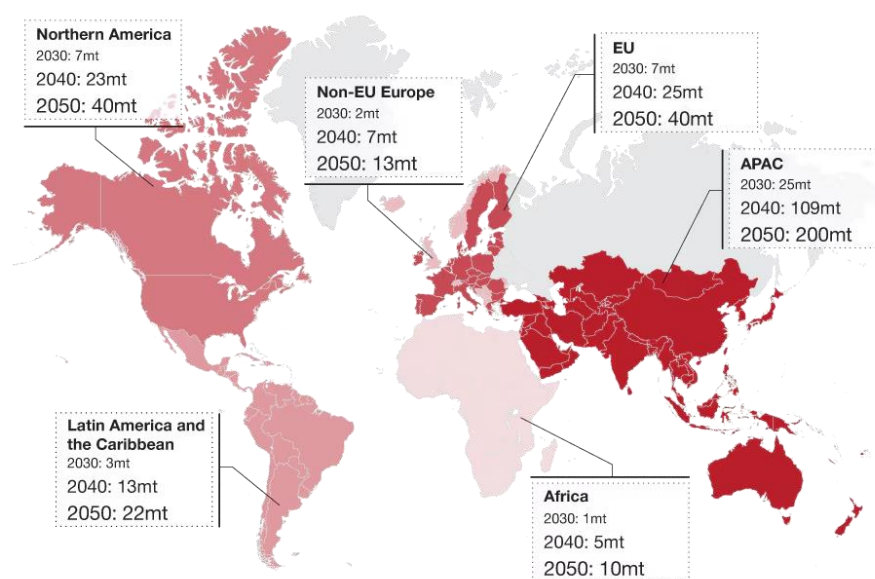 Northern America
2030: 7mt
2040: 23mt
2050: 40mt
Non-EU Europe
2030: 2mt
2040: 7mt
2050: 13mt
EU
2030: 7mt
2040: 25mt
2050: 40mt
APAC
2030: 25mt
2040: 109mt
2050: 200mt
Latin America and
the Caribbean
2030: 3mt
2040: 13mt
2050: 22mt
Africa
2030: 1mt
2040: 5mt
2050: 10mt